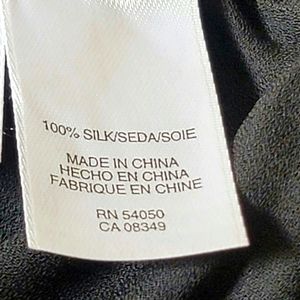 100% SILK/SEDA/SOIE
MADE IN CHINA
HECHO EN CHINA
FABRIQUE EN CHINE
RN 54050
CA 08349